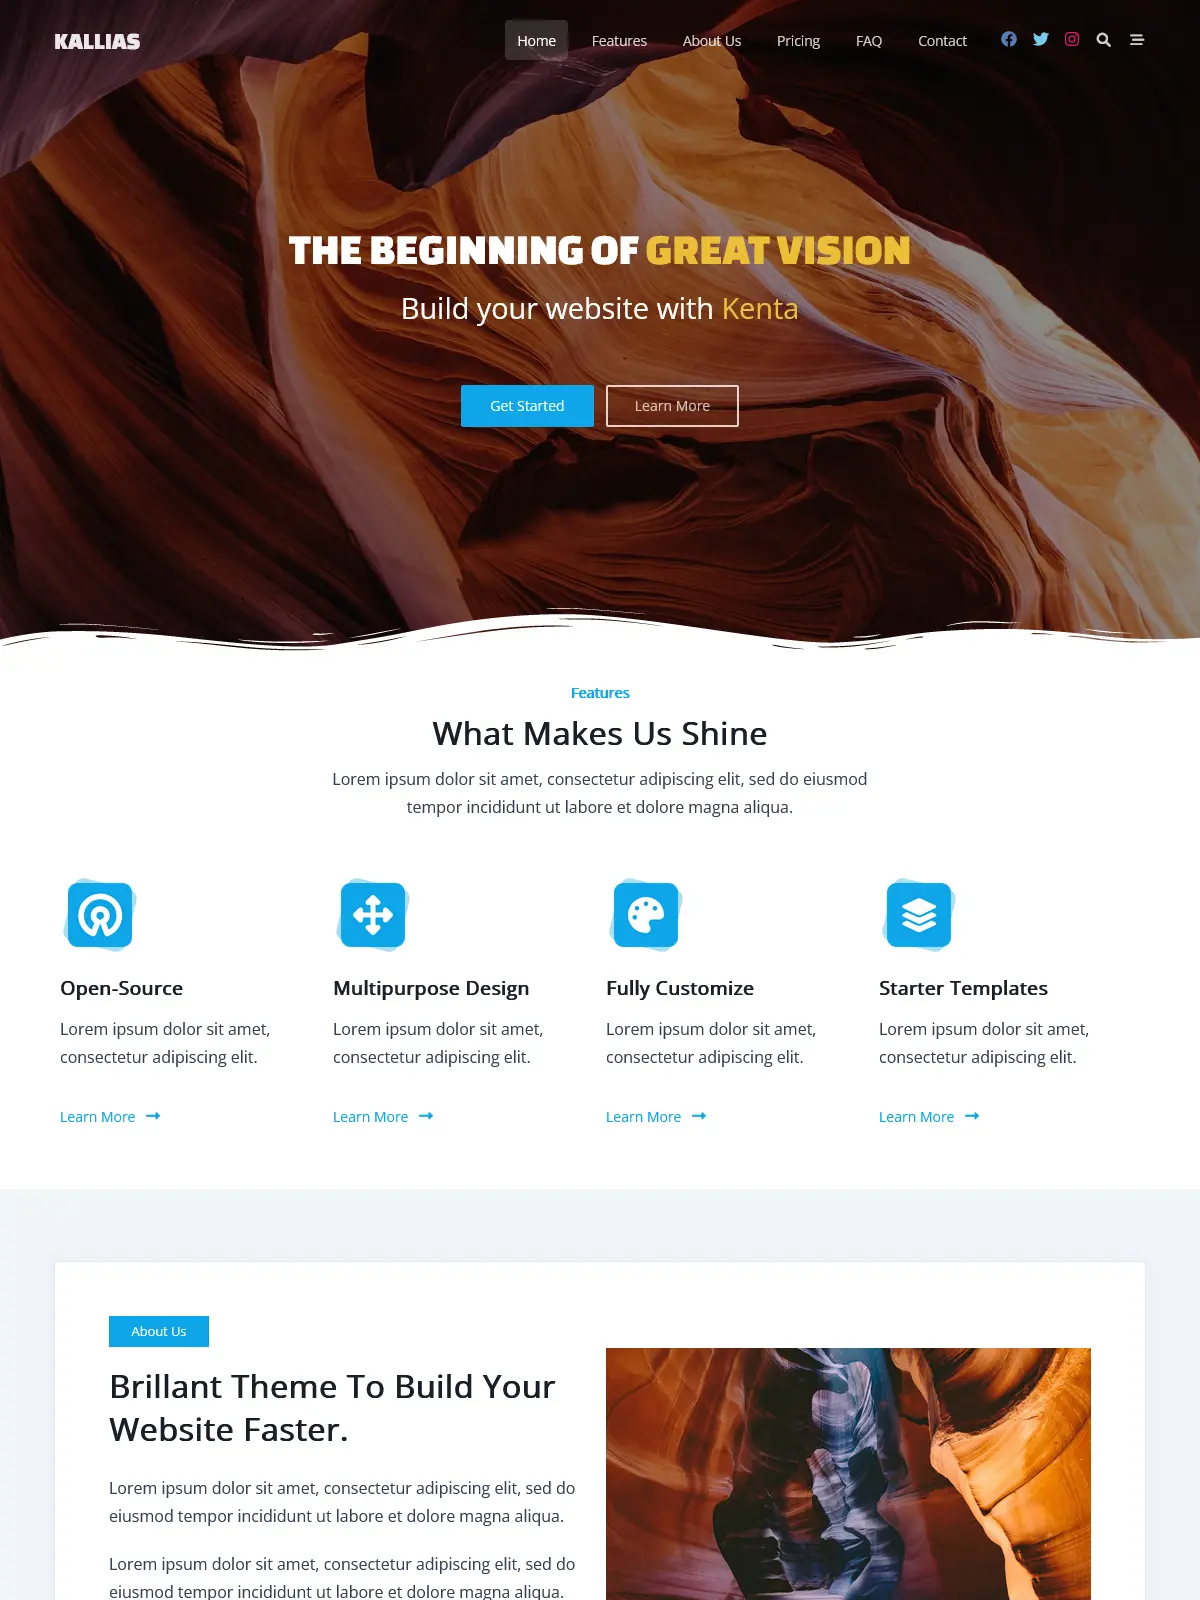 KALLIAS
Home Features About Us Pricing FAQ Contact
THE BEGINNING OF GREAT VISION
Build your website with Kenta
Get Started Learn More
Features
What Makes Us Shine
Lorem ipsum dolor sit amet, consectetur adipiscing elit, sed do eiusmod
tempor incididunt ut labore et dolore magna aliqua.
Open-Source
Lorem ipsum dolor sit amet,
consectetur adipiscing elit.
Learn More
Multipurpose Design
Lorem ipsum dolor sit amet,
consectetur adipiscing elit.
Learn More
Fully Customize
Lorem ipsum dolor sit amet,
consectetur adipiscing elit.
Learn More
Starter Templates
Lorem ipsum dolor sit amet,
consectetur adipiscing elit.
Learn More
About Us
Brillant Theme To Build Your
Website Faster.
Lorem ipsum dolor sit amet, consectetur adipiscing elit, sed do
eiusmod tempor incididunt ut labore et dolore magna aliqua.
Lorem ipsum dolor sit amet, consectetur adipiscing elit, sed do
eiusmod tempor incididunt ut labore et dolore magna aliqua.